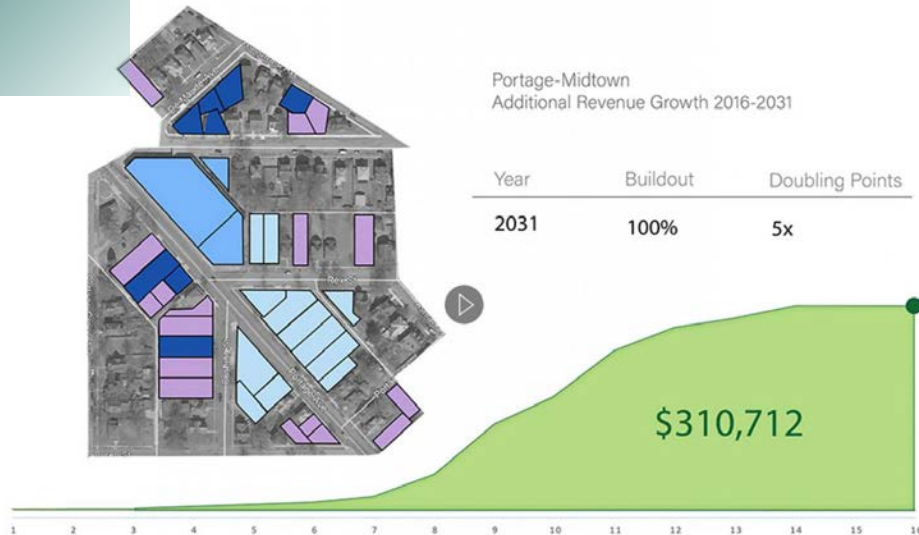 Portage-Midtown
Additional Revenue Growth 2016-2031
Year Buildout Doubling Points
2031 100% 5x
$310,712
1 2 3 4 5 6 7 8 9 10 11 12 13 14 15 16